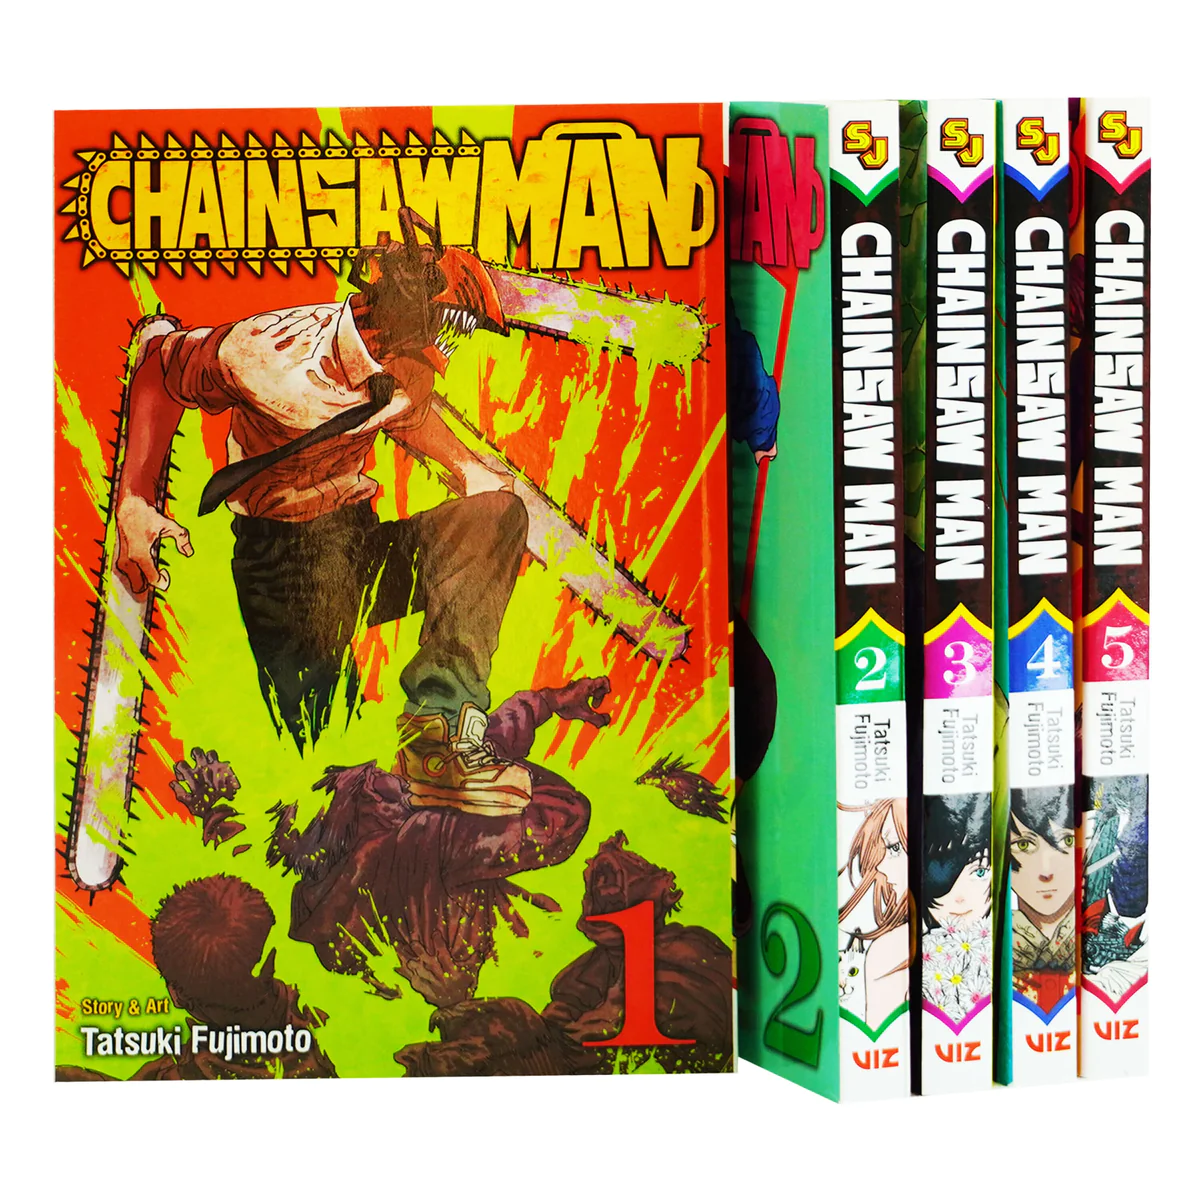 CHAINSAW MAN
Story & Art
Tatsuki Fujimoto
1
AN
2
SJ
CHAINSAW MAN
2
Tatsuki
Fujimoto
VIZ
SJ
CHAINSAW MAN
3
Tatsuki
Fujimoto
VIZ
SJ
CHAINSAW MAN
4
Tatsuki
Fujimoto
VIZ
SJ
CHAINSAW MAN
5
Tatsuki
Fujimoto
VIZ